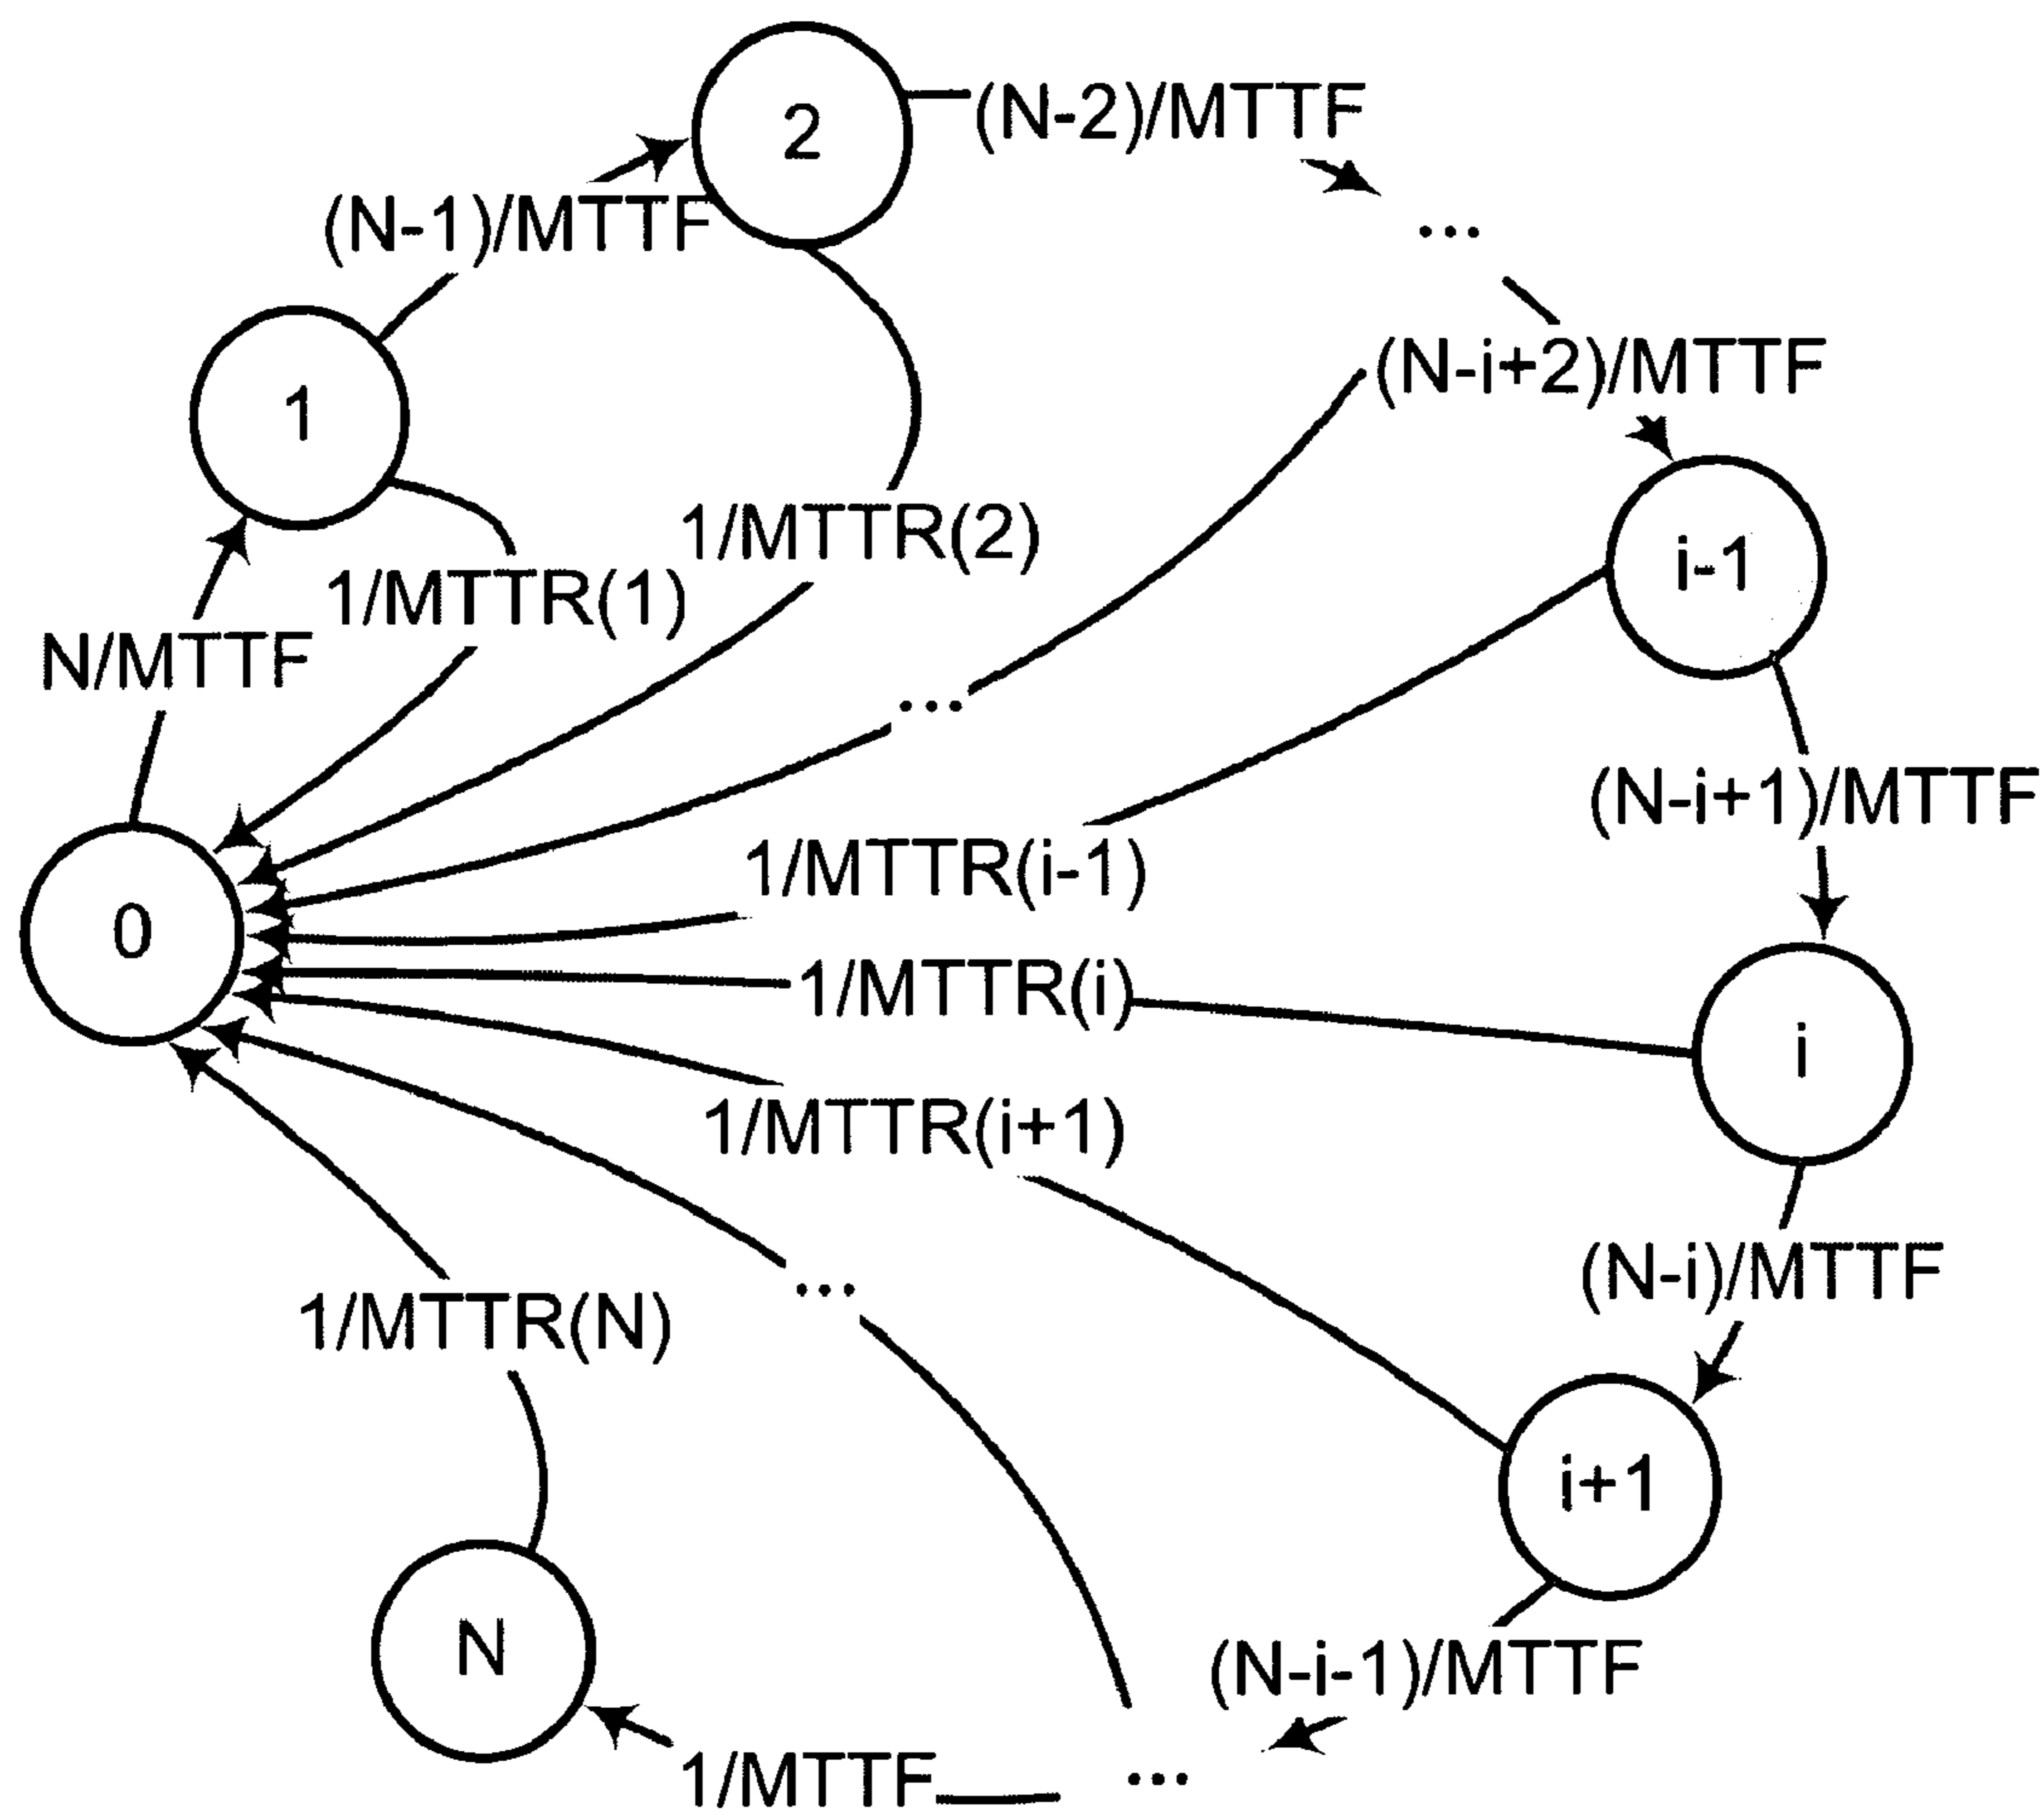 2
(N-2)/MTTF
(N-1)/MTTF
...
(N-i+2)/MTTF
1
1/MTTR(2)
i-1
1/MTTR(1)
N/MTTF
...
(N-i+1)/MTTF
1/MTTR(i-1)
0
1/MTTR(i)
i
1/MTTR(i+1)
(N-i)/MTTF
...
1/MTTR(N)
i+1
N
(N-i-1)/MTTF
1/MTTF
...